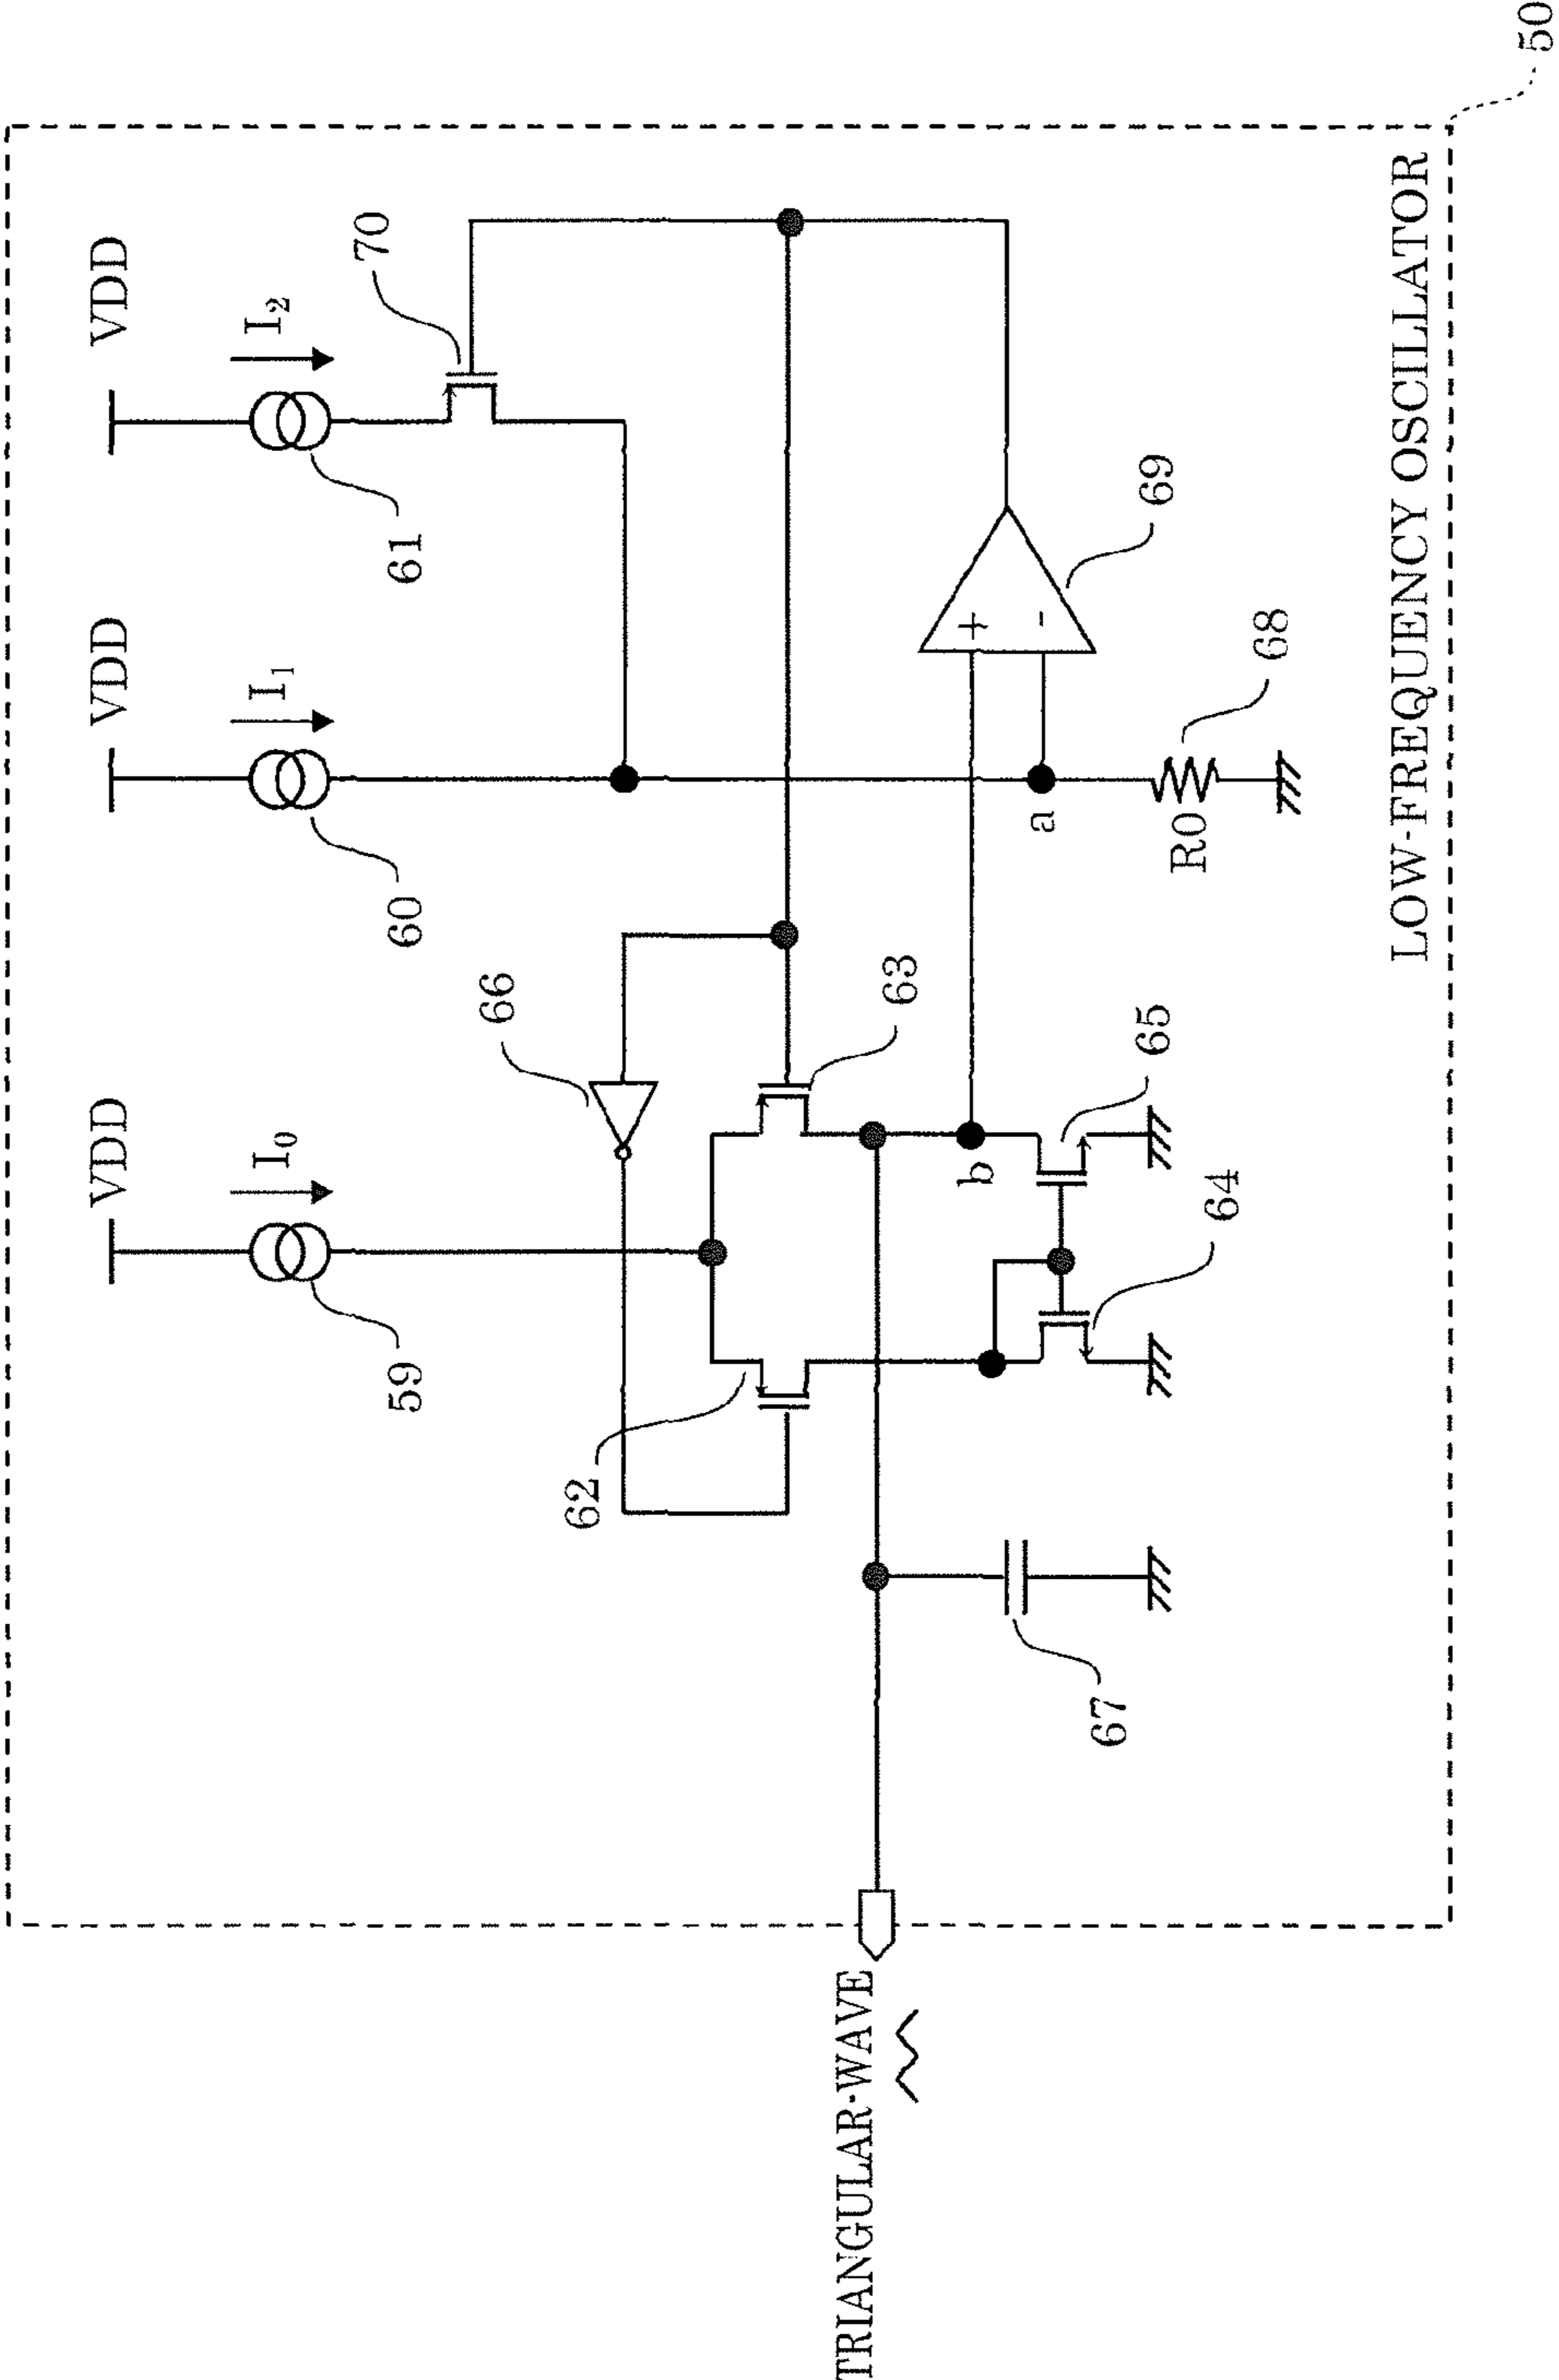 50
VDD
VDD
VDD
I₀
I₁
I₂
59
60
61
70
66
62
63
TRIANGULAR-WAVE
b
a
+
-
69
67
64
65
R0
68
LOW-FREQUENCY OSCILLATOR